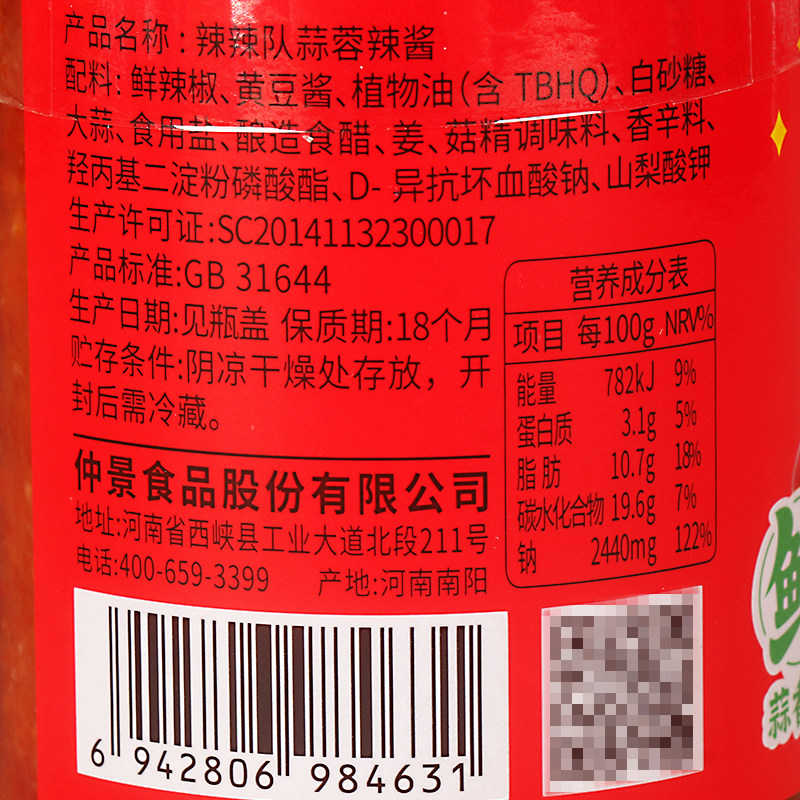 产品名称：辣辣队蒜蓉辣酱
配料：鲜辣椒、黄豆酱、植物油（含 TBHQ）、白砂糖、
大蒜、食用盐、酿造食醋、姜、菇精调味料、香辛料、
羟丙基二淀粉磷酸酯、D- 异抗坏血酸钠、山梨酸钾
生产许可证:SC20141132300017
产品标准:GB 31644
生产日期:见瓶盖 保质期:18个月
贮存条件:阴凉干燥处存放，开
封后需冷藏。
仲景食品股份有限公司
地址:河南省西峡县工业大道北段211号
电话:400-659-3399 产地:河南南阳
营养成分表
项目 每100g NRV%
能量 782kJ 9%
蛋白质 3.1g 5%
脂肪 10.7g 18%
碳水化合物 19.6g 7%
钠 2440mg 122%
6 942806 984631